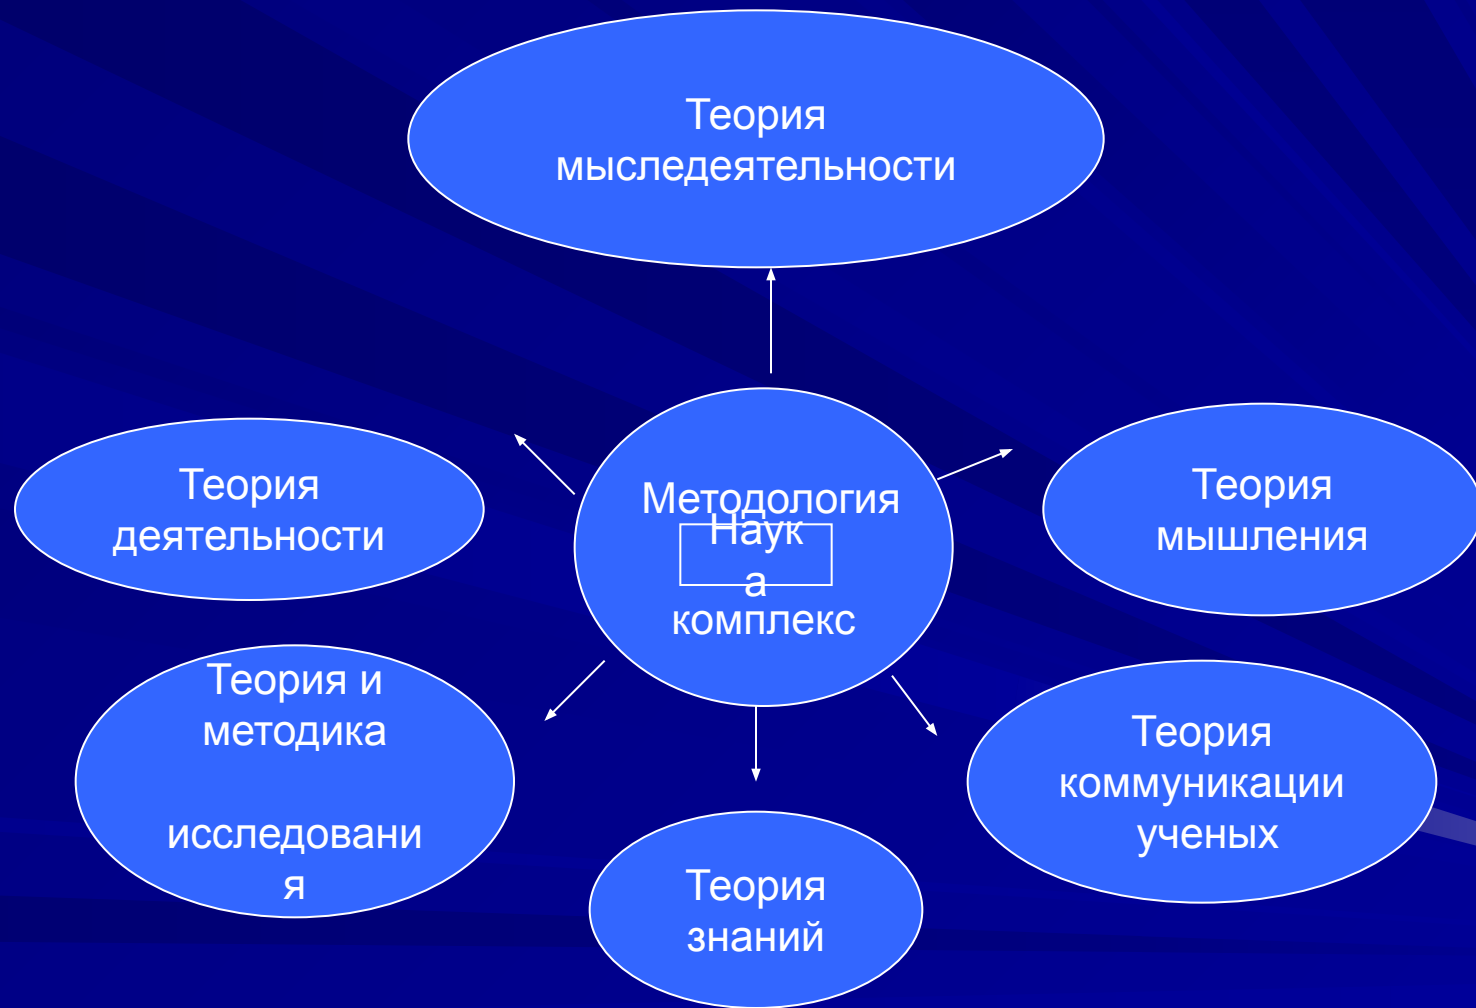 Теория
мыследеятельности
Теория
деятельности
Методология
Наук
а
комплекс
Теория
мышления
Теория и
методика
исследовани
я
Теория
знаний
Теория
коммуникации
ученых